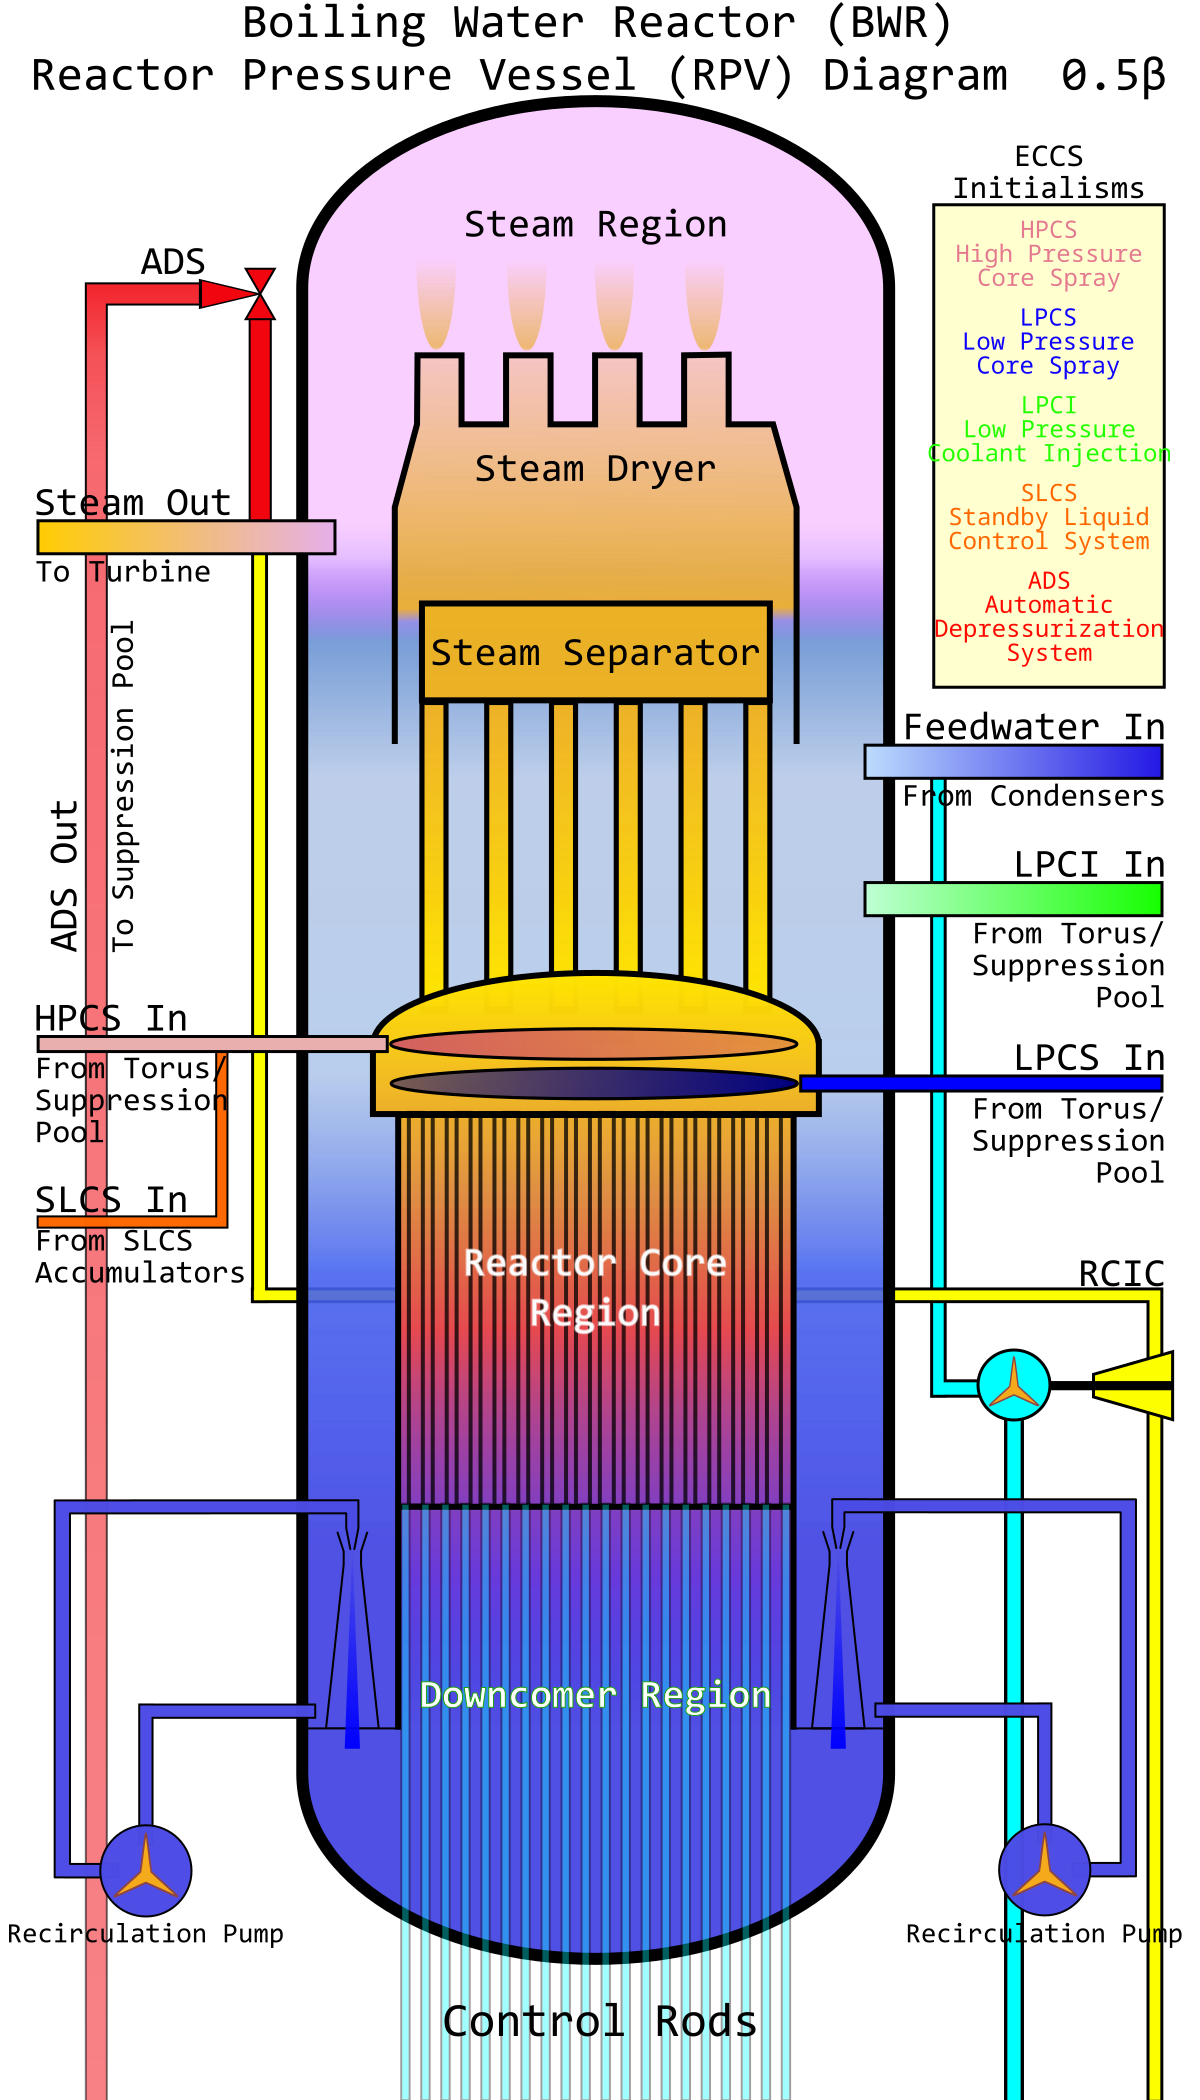 Boiling Water Reactor (BWR)
Reactor Pressure Vessel (RPV) Diagram 0.5β
ECCS
Initialisms
HPCS
High Pressure
Core Spray
LPCS
Low Pressure
Core Spray
LPCI
Low Pressure
Coolant Injection
SLCS
Standby Liquid
Control System
ADS
Automatic
Depressurization
System
Steam Region
ADS
Steam Dryer
Steam Out
To Turbine
Steam Separator
To Suppression Pool
ADS Out
Feedwater In
From Condensers
LPCI In
From Torus/
Suppression
Pool
HPCS In
From Torus/
Suppression
Pool
LPCS In
From Torus/
Suppression
Pool
SLCS In
From SLCS
Accumulators
Reactor Core
Region
RCIC
Downcomer Region
Recirculation Pump
Recirculation Pump
Control Rods